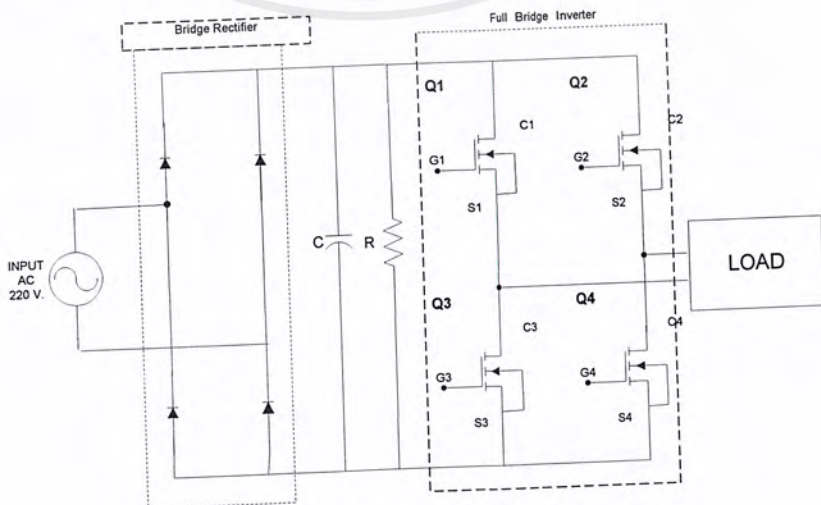 Bridge Rectifier
Full Bridge Inverter
Q1
Q2
C1
C2
G1
G2
S1
S2
INPUT
AC
220 V.
C
R
LOAD
Q3
Q4
C3
C4
G3
G4
S3
S4